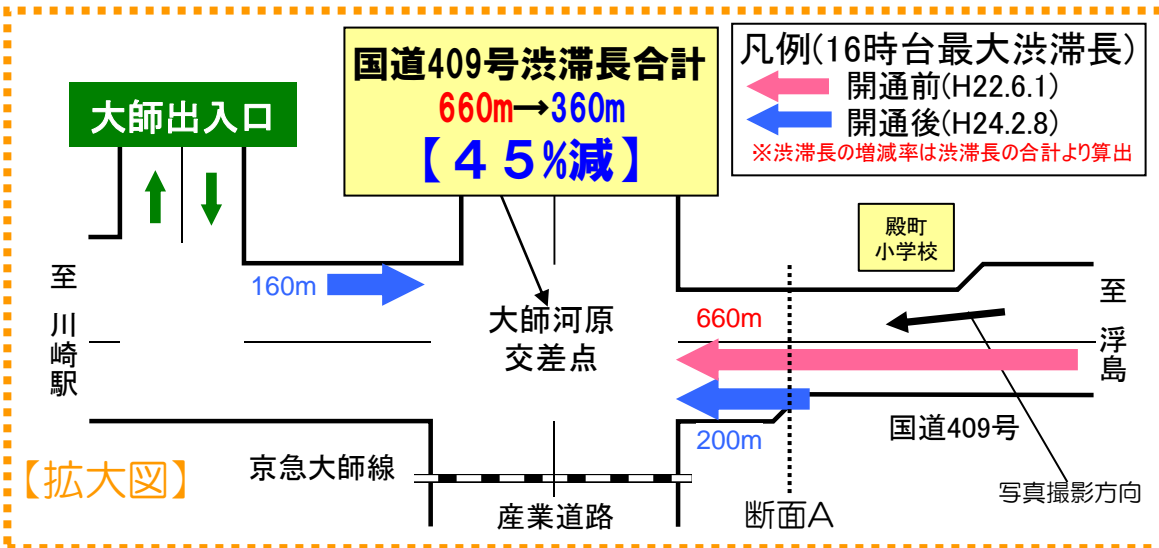 国道409号渋滞長合計
660m→360m
【45%減】
凡例(16時台最大渋滞長)
開通前(H22.6.1)
開通後(H24.2.8)
※渋滞長の増減率は渋滞長の合計より算出
大師出入口
殿町
小学校
至 川崎駅
160m
大師河原
交差点
660m
至 浮島
200m
国道409号
【拡大図】
京急大師線
産業道路
断面A
写真撮影方向